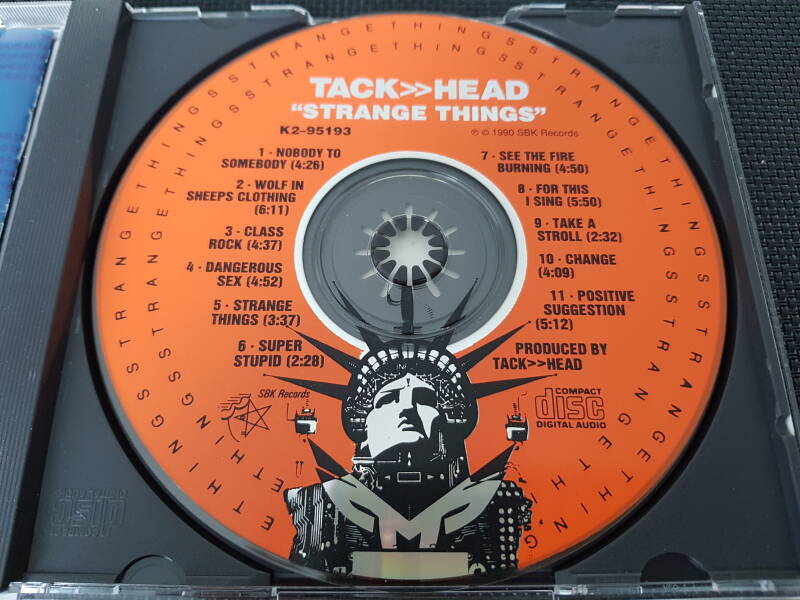 STRANGETHINGSSTRANGETHINGSSTRANGETHINGSSTRANGETHINGS
STRANGETHINGSSTRANGETHINGSSTRANGETHINGSSTRANGETHINGS
TACK>>HEAD
"STRANGE THINGS"
K2-95193
℗ © 1990 SBK Records
1 · NOBODY TO
SOMEBODY (4:26)
2 · WOLF IN
SHEEPS CLOTHING
(6:11)
3 · CLASS
ROCK (4:37)
4 · DANGEROUS
SEX (4:52)
5 · STRANGE
THINGS (3:37)
6 · SUPER
STUPID (2:28)
7 · SEE THE FIRE
BURNING (4:50)
8 · FOR THIS
I SING (5:50)
9 · TAKE A
STROLL (2:32)
10 · CHANGE
(4:09)
11 · POSITIVE
SUGGESTION
(5:12)
PRODUCED BY
TACK>>HEAD
SBK Records
COMPACT
disc
DIGITAL AUDIO